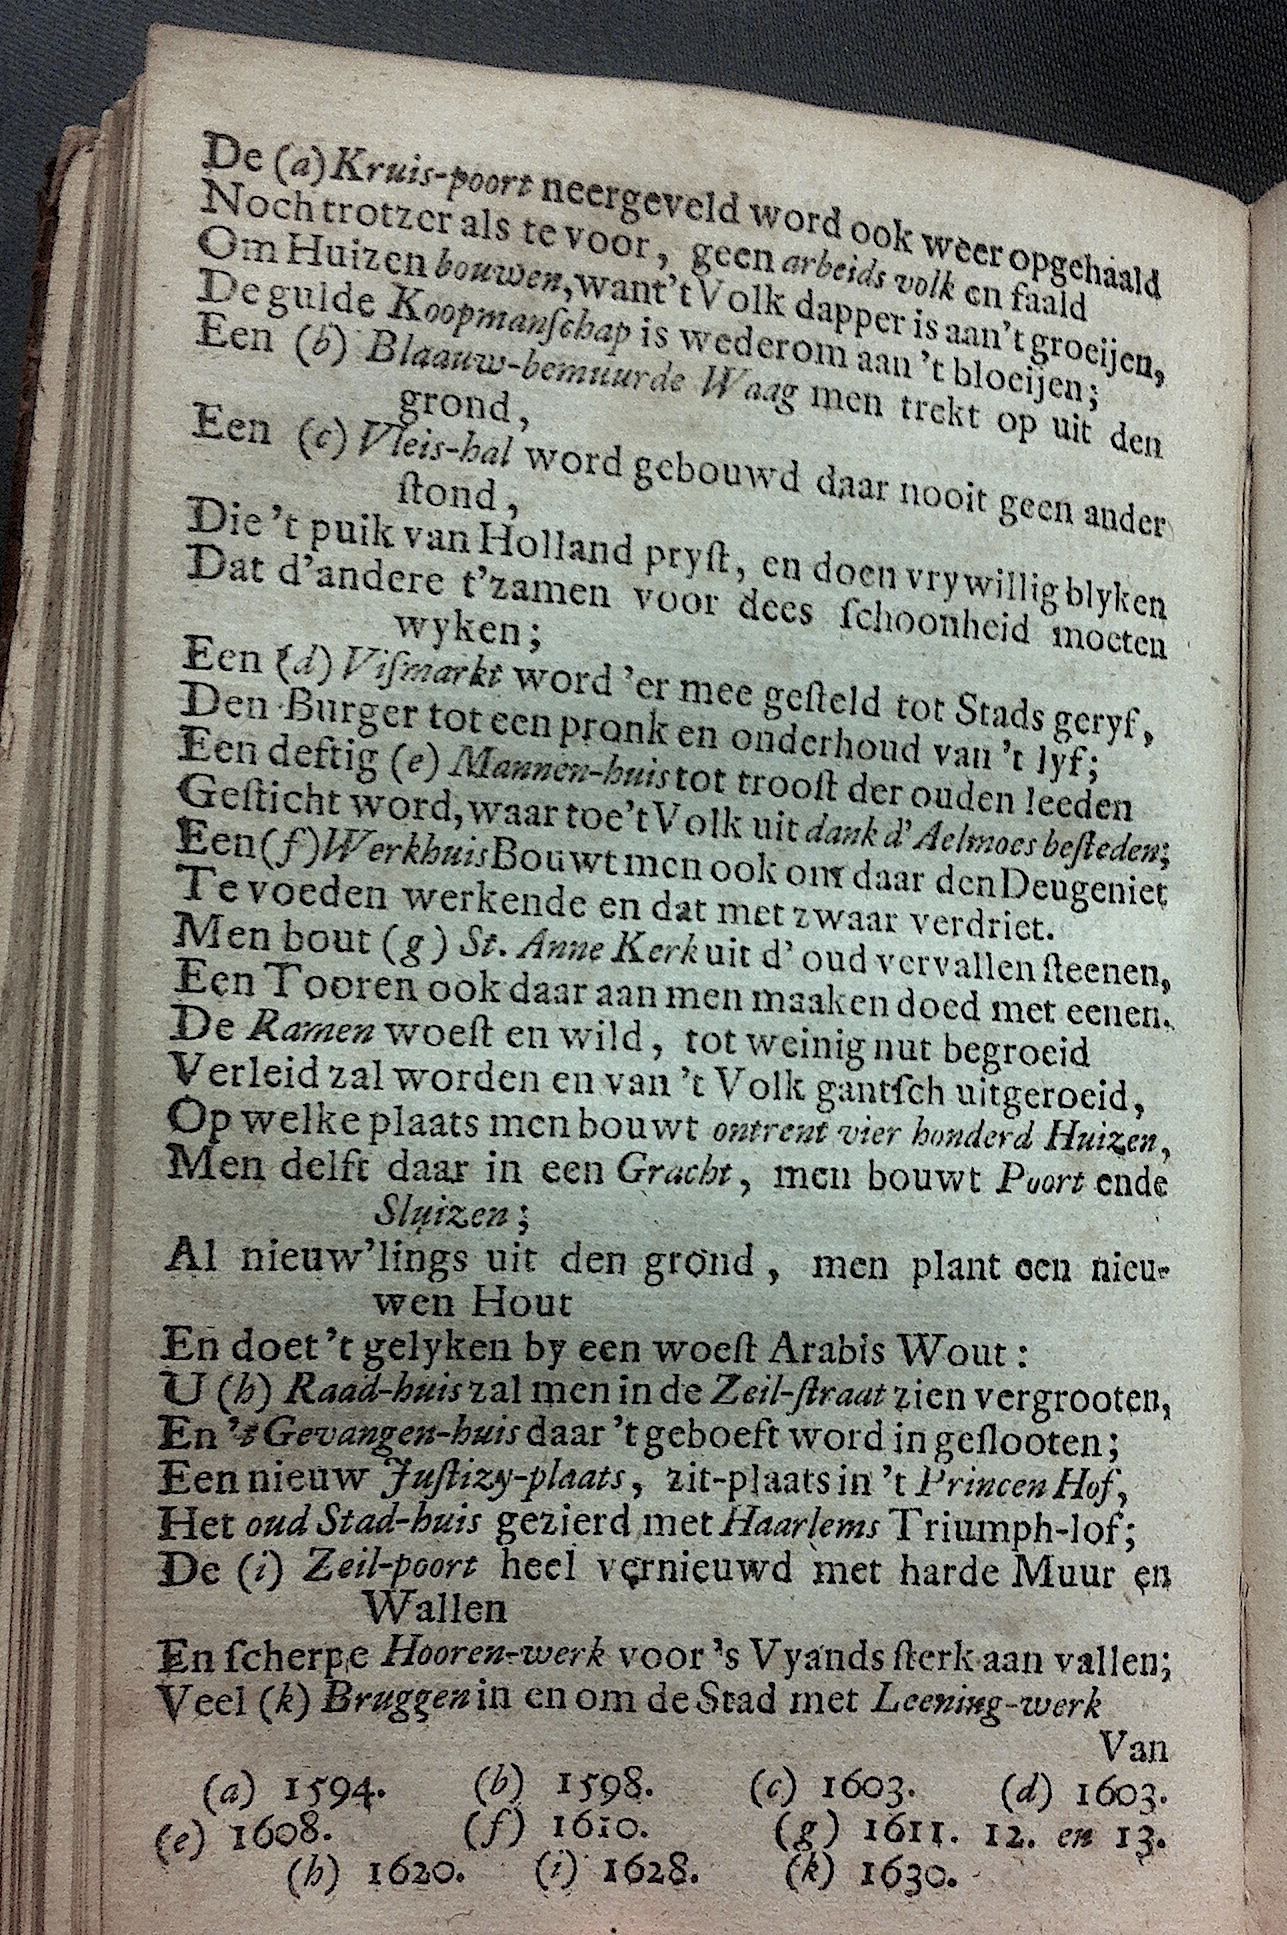 De (a) Kruis-poort neergeveld word ook weer opgehaald
Noch trotzer als te voor, geen arbeids volk en faald
Om Huizen bouwen, want 't Volk dapper is aan 't groeijen,
De gulde Koopmanſchap is wederom aan 't bloeijen;
Een (b) Blaauw-bemuurde Waag men trekt op uit den
grond,
Een (c) Vleis-hal word gebouwd daar nooit geen ander
ſtond,
Die 't puik van Holland pryſt, en doen vrywillig blyken
Dat d'andere t'zamen voor dees ſchoonheid moeten
wyken;
Een (d) Viſmarkt word 'er mee geſteld tot Stads geryf,
Den Burger tot een pronk en onderhoud van 't lyf;
Een deftig (e) Mannen-huis tot trooſt der ouden leeden
Geſticht word, waar toe 't Volk uit dank d' Aelmoes beſteden;
Een (f) Werkhuis Bouwt men ook om daar den Deugeniet
Te voeden werkende en dat met zwaar verdriet.
Men bout (g) St. Anne Kerk uit d' oud vervallen ſteenen,
Een Tooren ook daar aan men maaken doed met eenen.
De Ramen woeſt en wild, tot weinig nut begroeid
Verleid zal worden en van 't Volk gantſch uitgeroeid,
Op welke plaats men bouwt ontrent vier honderd Huizen,
Men delft daar in een Gracht, men bouwt Poort ende
Sluizen;
Al nieuw'lings uit den grond, men plant een nieu-
wen Hout
En doet 't gelyken by een woeſt Arabis Wout:
U (h) Raad-huis zal men in de Zeil-ſtraat zien vergrooten,
En 't Gevangen-huis daar 't geboeft word in geſlooten;
Een nieuw Juſtizy-plaats, zit-plaats in 't Princen Hof,
Het oud Stad-huis gezierd met Haarlems Triumph-lof;
De (i) Zeil-poort heel vernieuwd met harde Muur en
Wallen
En ſcherpe Hooren-werk voor 's Vyands ſterk aan vallen;
Veel (k) Bruggen in en om de Stad met Leening-werk
Van
(a) 1594. (b) 1598. (c) 1603. (d) 1603.
(e) 1608. (f) 1610. (g) 1611. 12. en 13.
(h) 1620. (i) 1628. (k) 1630.